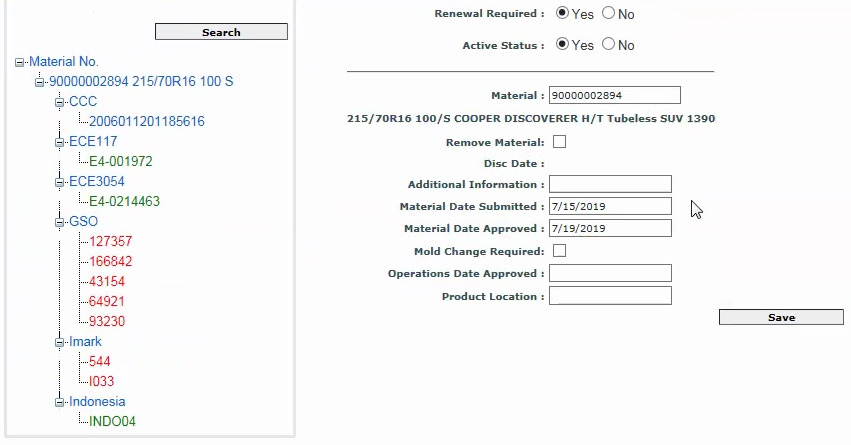 Search
Material No.
90000002894 215/70R16 100 S
CCC
2006011201185616
ECE117
E4-001972
ECE3054
E4-0214463
GSO
127357
166842
43154
64921
93230
Imark
544
I033
Indonesia
INDO04
Renewal Required : Yes No
Active Status : Yes No
Material : 90000002894
215/70R16 100/S COOPER DISCOVERER H/T Tubeless SUV 1390
Remove Material:
Disc Date :
Additional Information :
Material Date Submitted : 7/15/2019
Material Date Approved : 7/19/2019
Mold Change Required:
Operations Date Approved :
Product Location :
Save